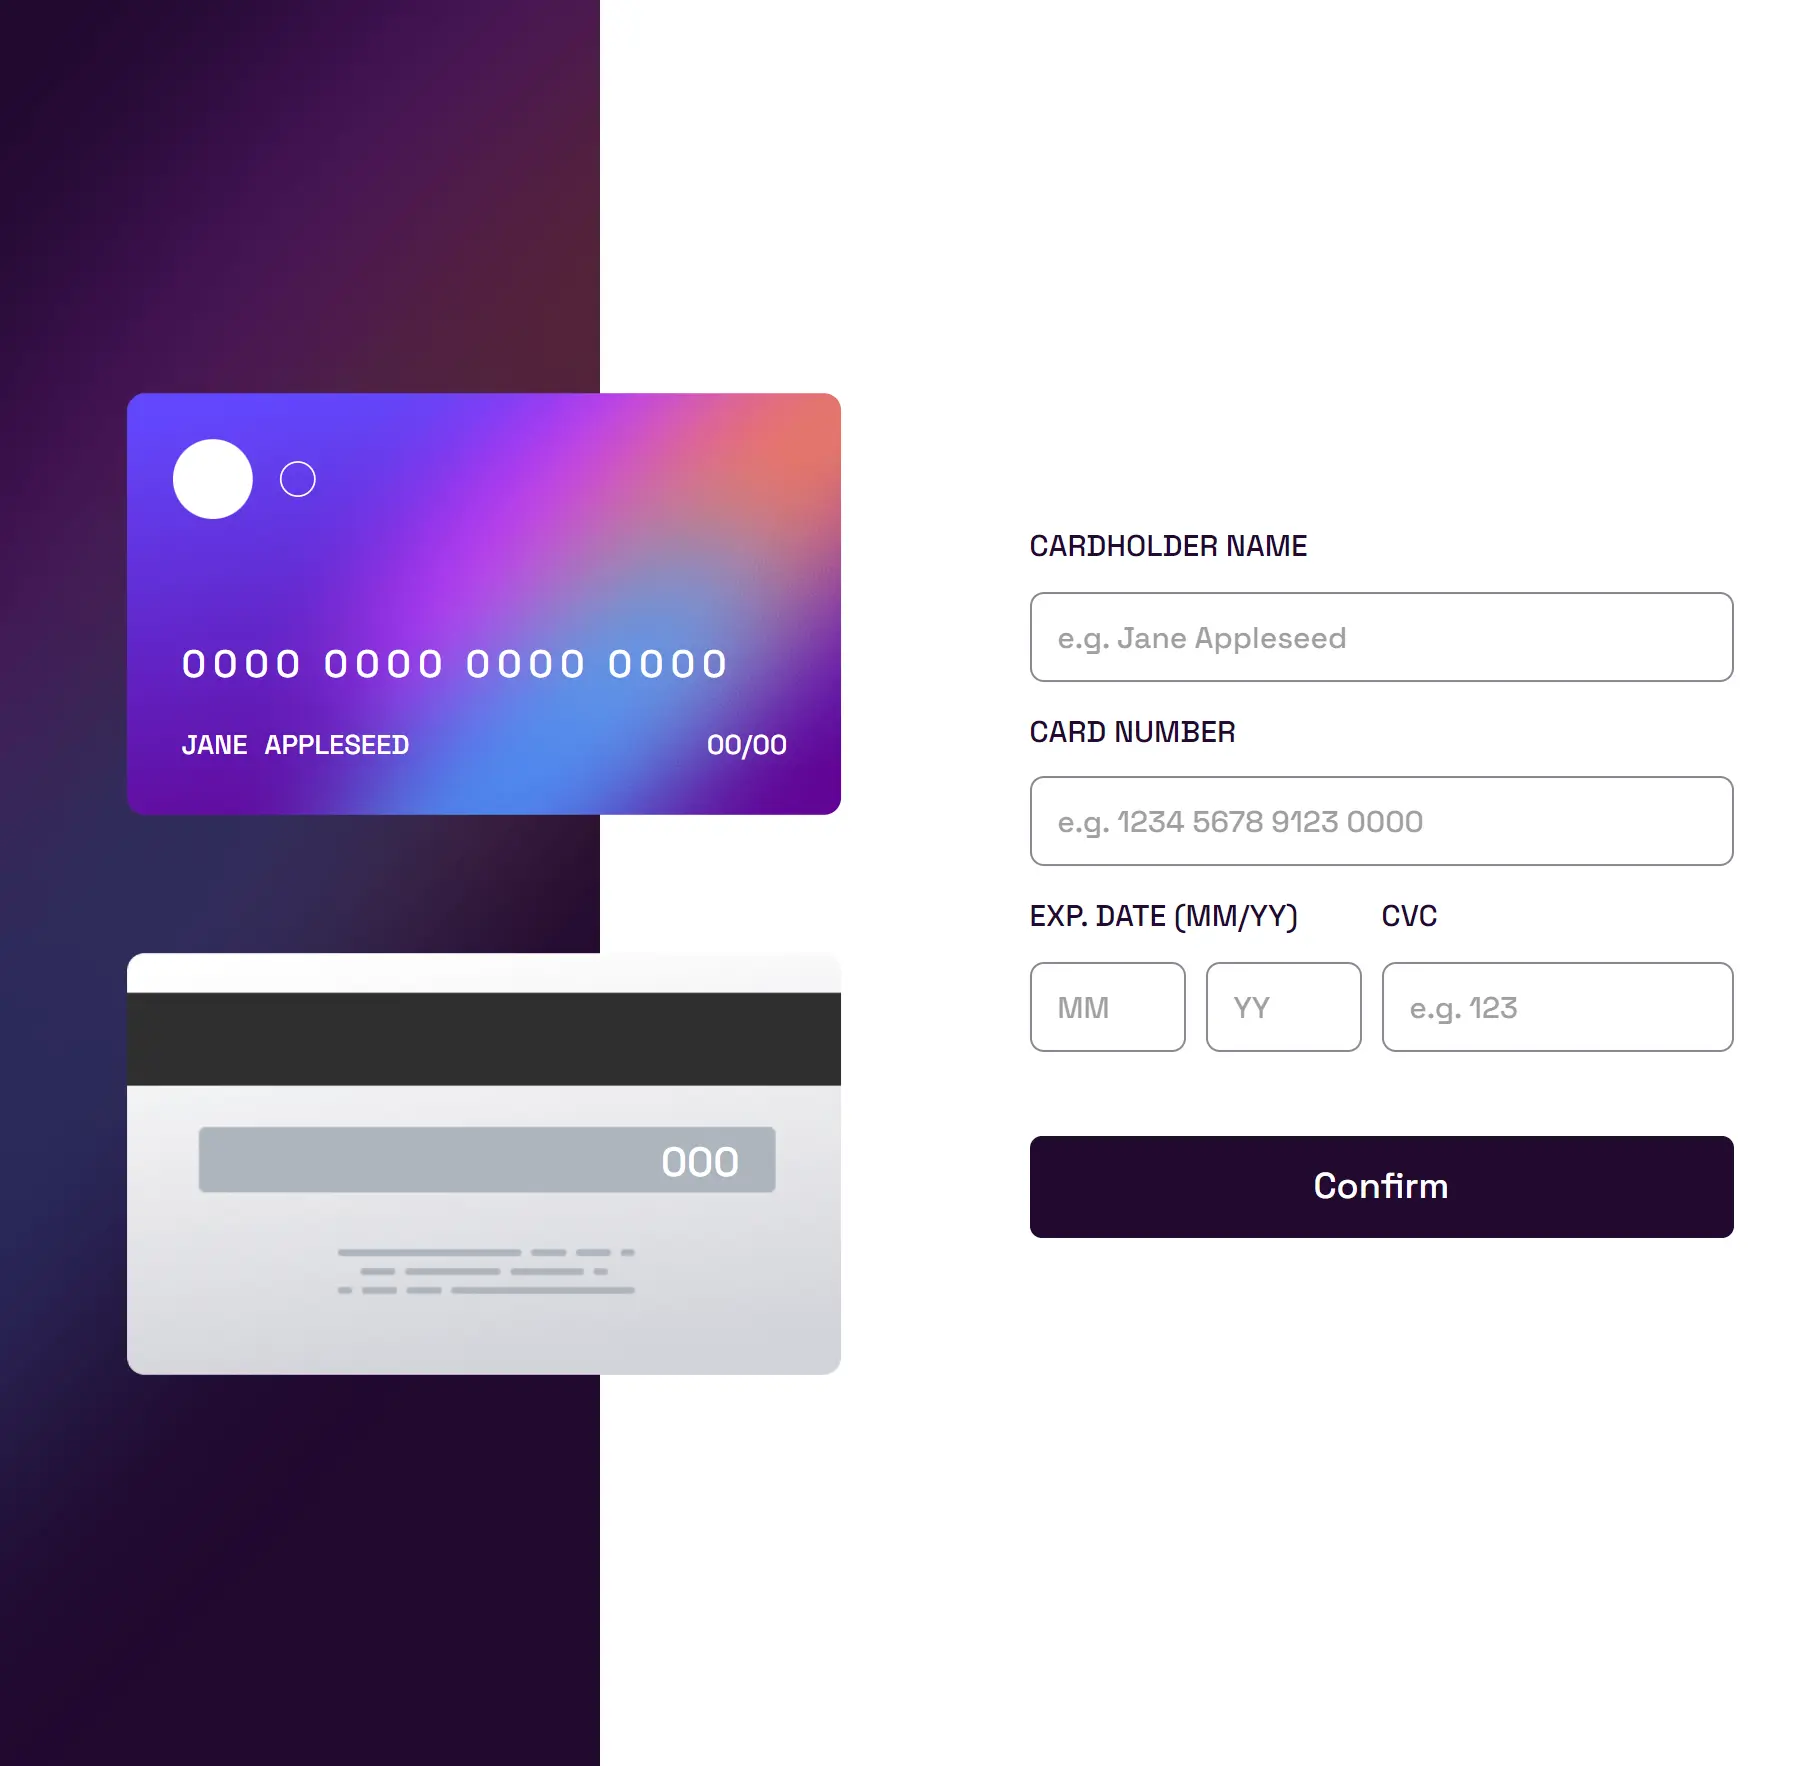 0000 0000 0000 0000
JANE APPLESEED 00/00
000
CARDHOLDER NAME
e.g. Jane Appleseed
CARD NUMBER
e.g. 1234 5678 9123 0000
EXP. DATE (MM/YY) CVC
MM YY e.g. 123
Confirm